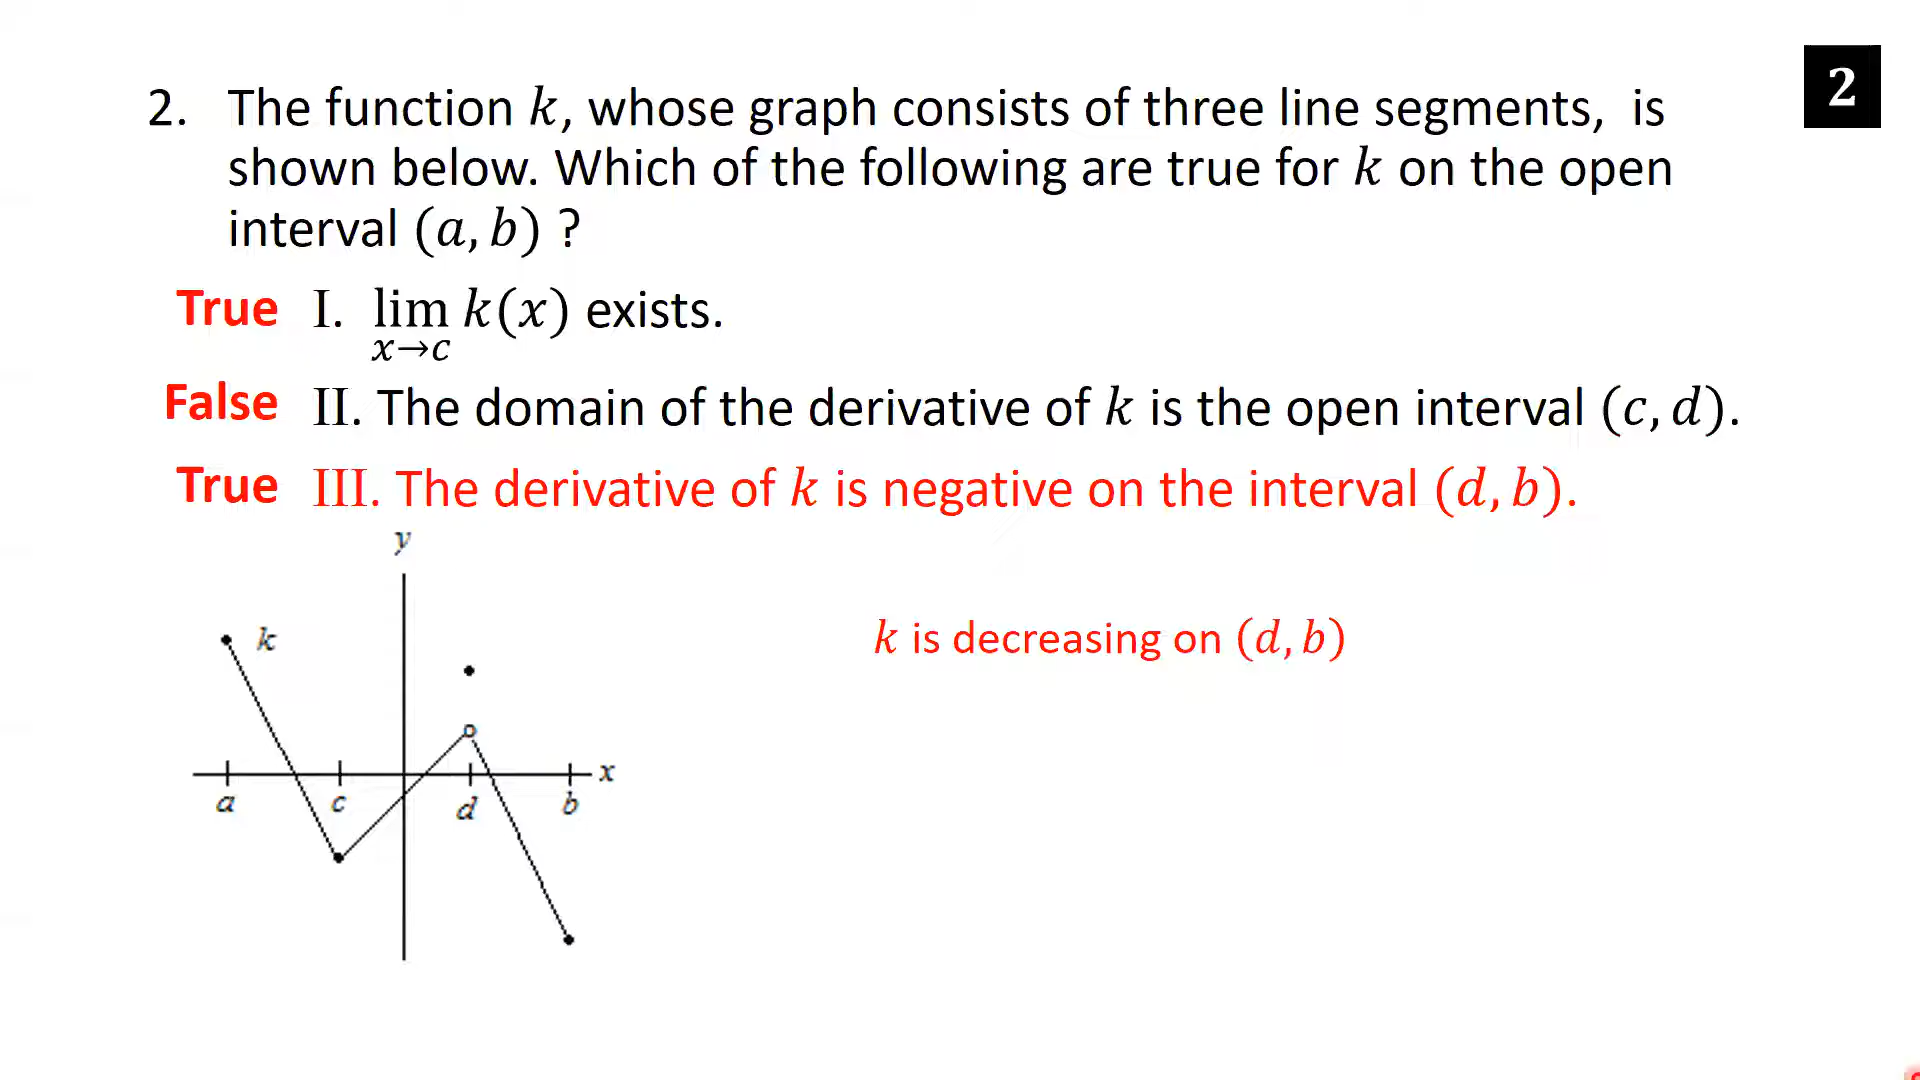 2
2. The function k, whose graph consists of three line segments, is
shown below. Which of the following are true for k on the open
interval (a, b) ?
True I. lim k(x) exists.
x→c
False II. The domain of the derivative of k is the open interval (c, d).
True III. The derivative of k is negative on the interval (d, b).
y
k
k is decreasing on (d, b)
x
a c d b